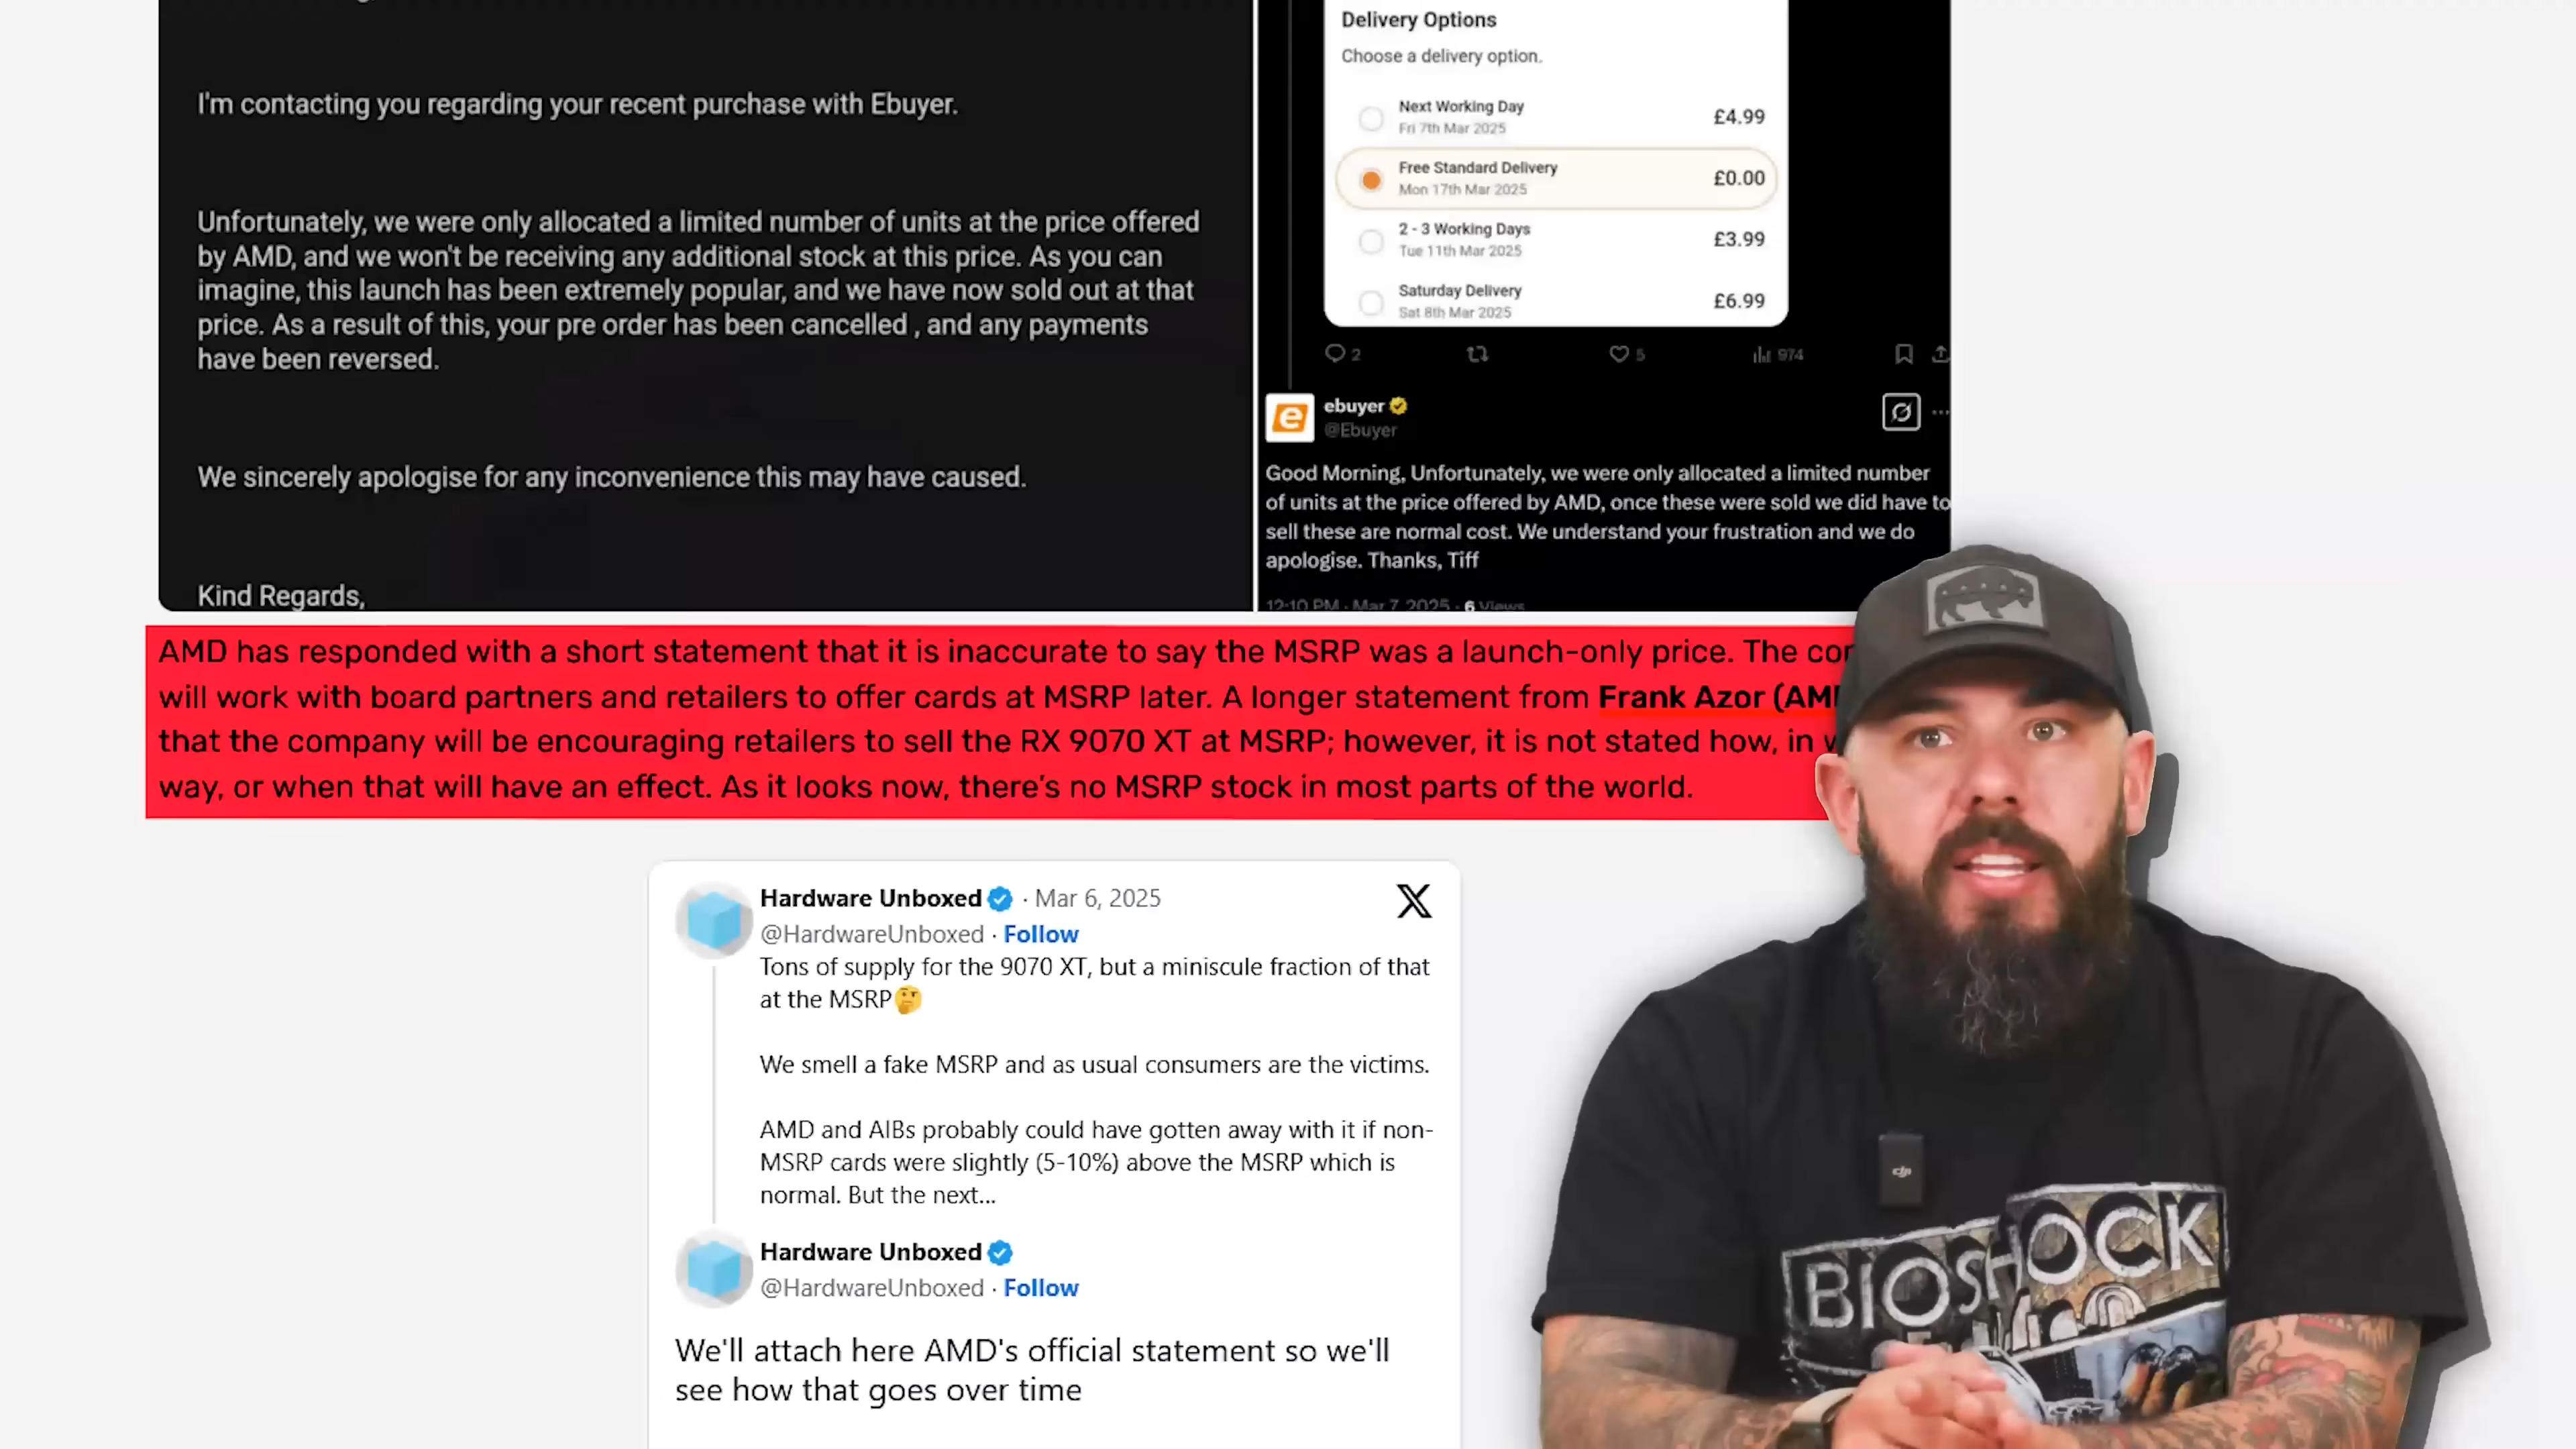 I'm contacting you regarding your recent purchase with Ebuyer.
Unfortunately, we were only allocated a limited number of units at the price offered
by AMD, and we won't be receiving any additional stock at this price. As you can
imagine, this launch has been extremely popular, and we have now sold out at that
price. As a result of this, your pre order has been cancelled , and any payments
have been reversed.
We sincerely apologise for any inconvenience this may have caused.
Kind Regards,
Delivery Options
Choose a delivery option.
Next Working Day
Fri 7th Mar 2025
£4.99
Free Standard Delivery
Mon 17th Mar 2025
£0.00
2 - 3 Working Days
Tue 11th Mar 2025
£3.99
Saturday Delivery
Sat 8th Mar 2025
£6.99
2
5
974
e
ebuyer
@Ebuyer
Good Morning, Unfortunately, we were only allocated a limited number
of units at the price offered by AMD, once these were sold we did have to
sell these are normal cost. We understand your frustration and we do
apologise. Thanks, Tiff
12:10 PM · Mar 7, 2025 · 6 Views
AMD has responded with a short statement that it is inaccurate to say the MSRP was a launch-only price. The
will work with board partners and retailers to offer cards at MSRP later. A longer statement from Frank Azor
that the company will be encouraging retailers to sell the RX 9070 XT at MSRP; however, it is not stated how, in
way, or when that will have an effect. As it looks now, there's no MSRP stock in most parts of the world.
Hardware Unboxed · Mar 6, 2025
X
@HardwareUnboxed · Follow
Tons of supply for the 9070 XT, but a miniscule fraction of that
at the MSRP🤔
We smell a fake MSRP and as usual consumers are the victims.
AMD and AIBs probably could have gotten away with it if non-
MSRP cards were slightly (5-10%) above the MSRP which is
normal. But the next...
Hardware Unboxed
@HardwareUnboxed · Follow
We'll attach here AMD's official statement so we'll
see how that goes over time
dji
BIOSHOCK